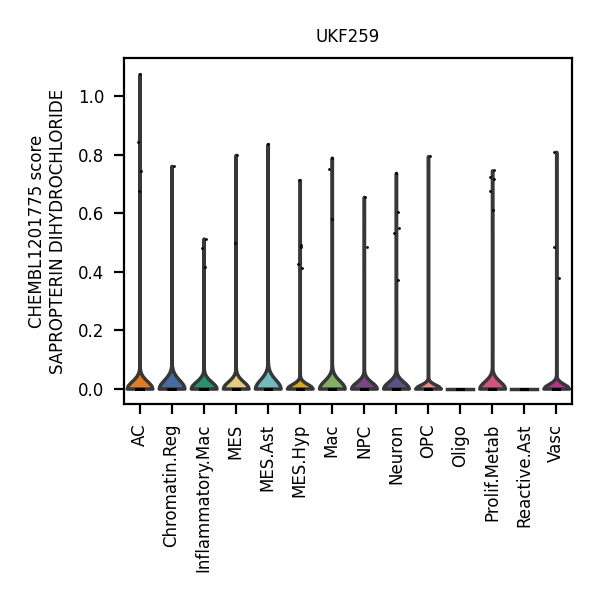 UKF259
CHEMBL1201775 score
SAPROPTERIN DIHYDROCHLORIDE
1.0
0.8
0.6
0.4
0.2
0.0
AC
Chromatin.Reg
Inflammatory.Mac
MES
MES.Ast
MES.Hyp
Mac
NPC
Neuron
OPC
Oligo
Prolif.Metab
Reactive.Ast
Vasc